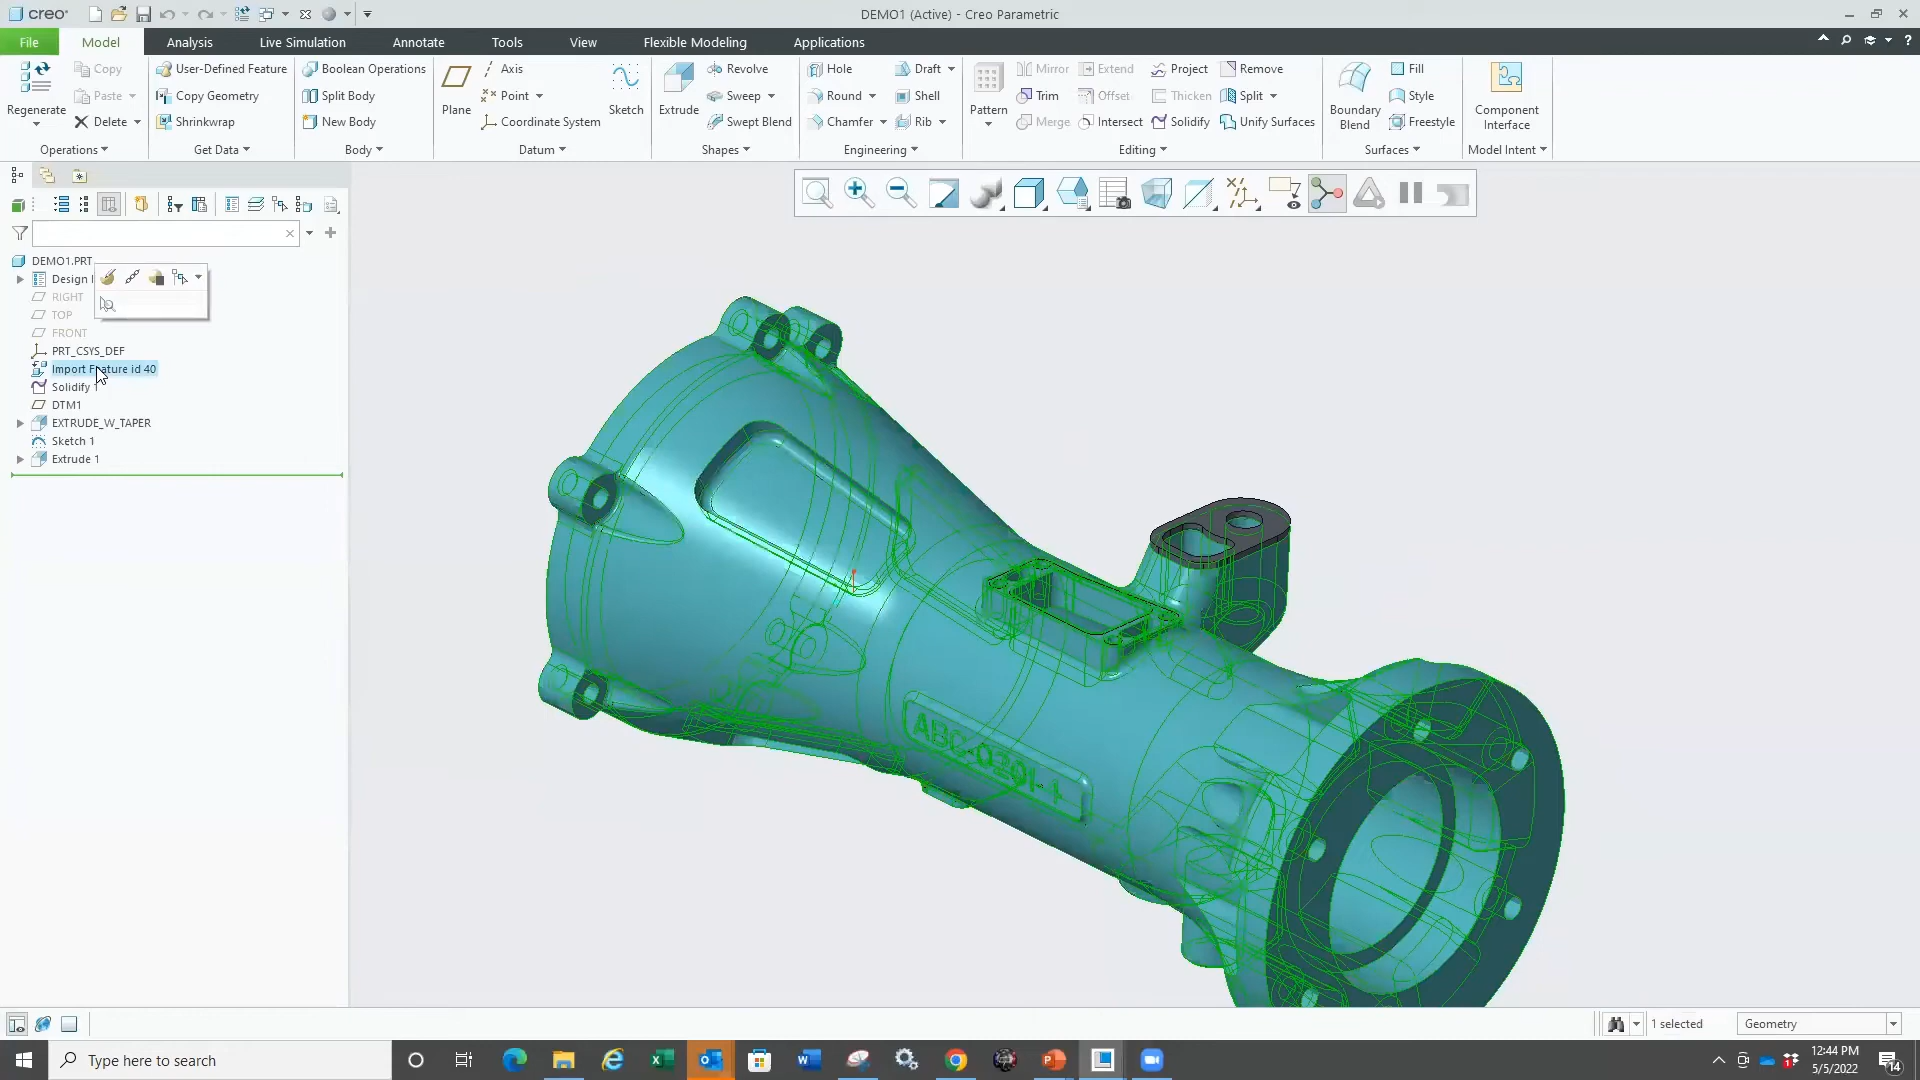 creo
DEMO1 (Active) - Creo Parametric
File
Model
Analysis
Live Simulation
Annotate
Tools
View
Flexible Modeling
Applications
Regenerate
Copy
Paste
Delete
Operations
User-Defined Feature
Copy Geometry
Shrinkwrap
Get Data
Boolean Operations
Split Body
New Body
Body
Plane
Axis
Point
Coordinate System
Sketch
Datum
Extrude
Revolve
Sweep
Swept Blend
Shapes
Hole
Round
Chamfer
Draft
Shell
Rib
Engineering
Pattern
Mirror
Trim
Merge
Extend
Offset
Intersect
Project
Thicken
Solidify
Remove
Split
Unify Surfaces
Editing
Boundary
Blend
Fill
Style
Freestyle
Surfaces
Component
Interface
Model Intent
DEMO1.PRT
Design
RIGHT
TOP
FRONT
PRT_CSYS_DEF
Import Feature id 40
Solidify 1
DTM1
EXTRUDE_W_TAPER
Sketch 1
Extrude 1
1 selected
Geometry
Type here to search
12:44 PM
5/5/2022
14